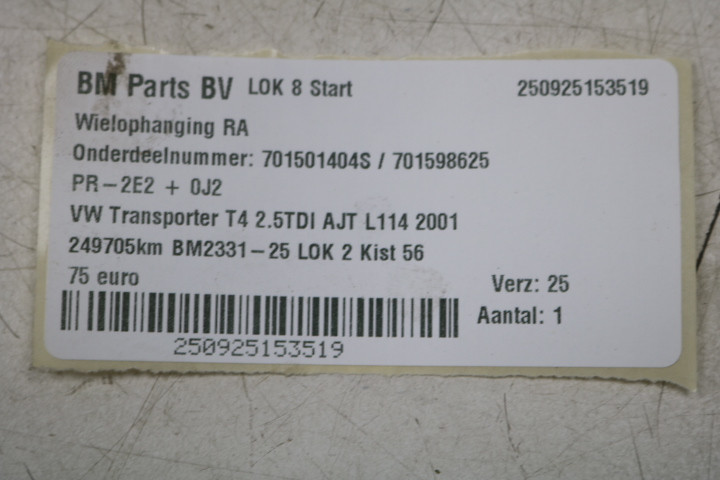 BM Parts BV LOK 8 Start 250925153519
Wielophanging RA
Onderdeelnummer: 701501404S / 701598625
PR-2E2 + 0J2
VW Transporter T4 2.5TDI AJT L114 2001
249705km BM2331-25 LOK 2 Kist 56
75 euro Verz: 25
Aantal: 1
250925153519